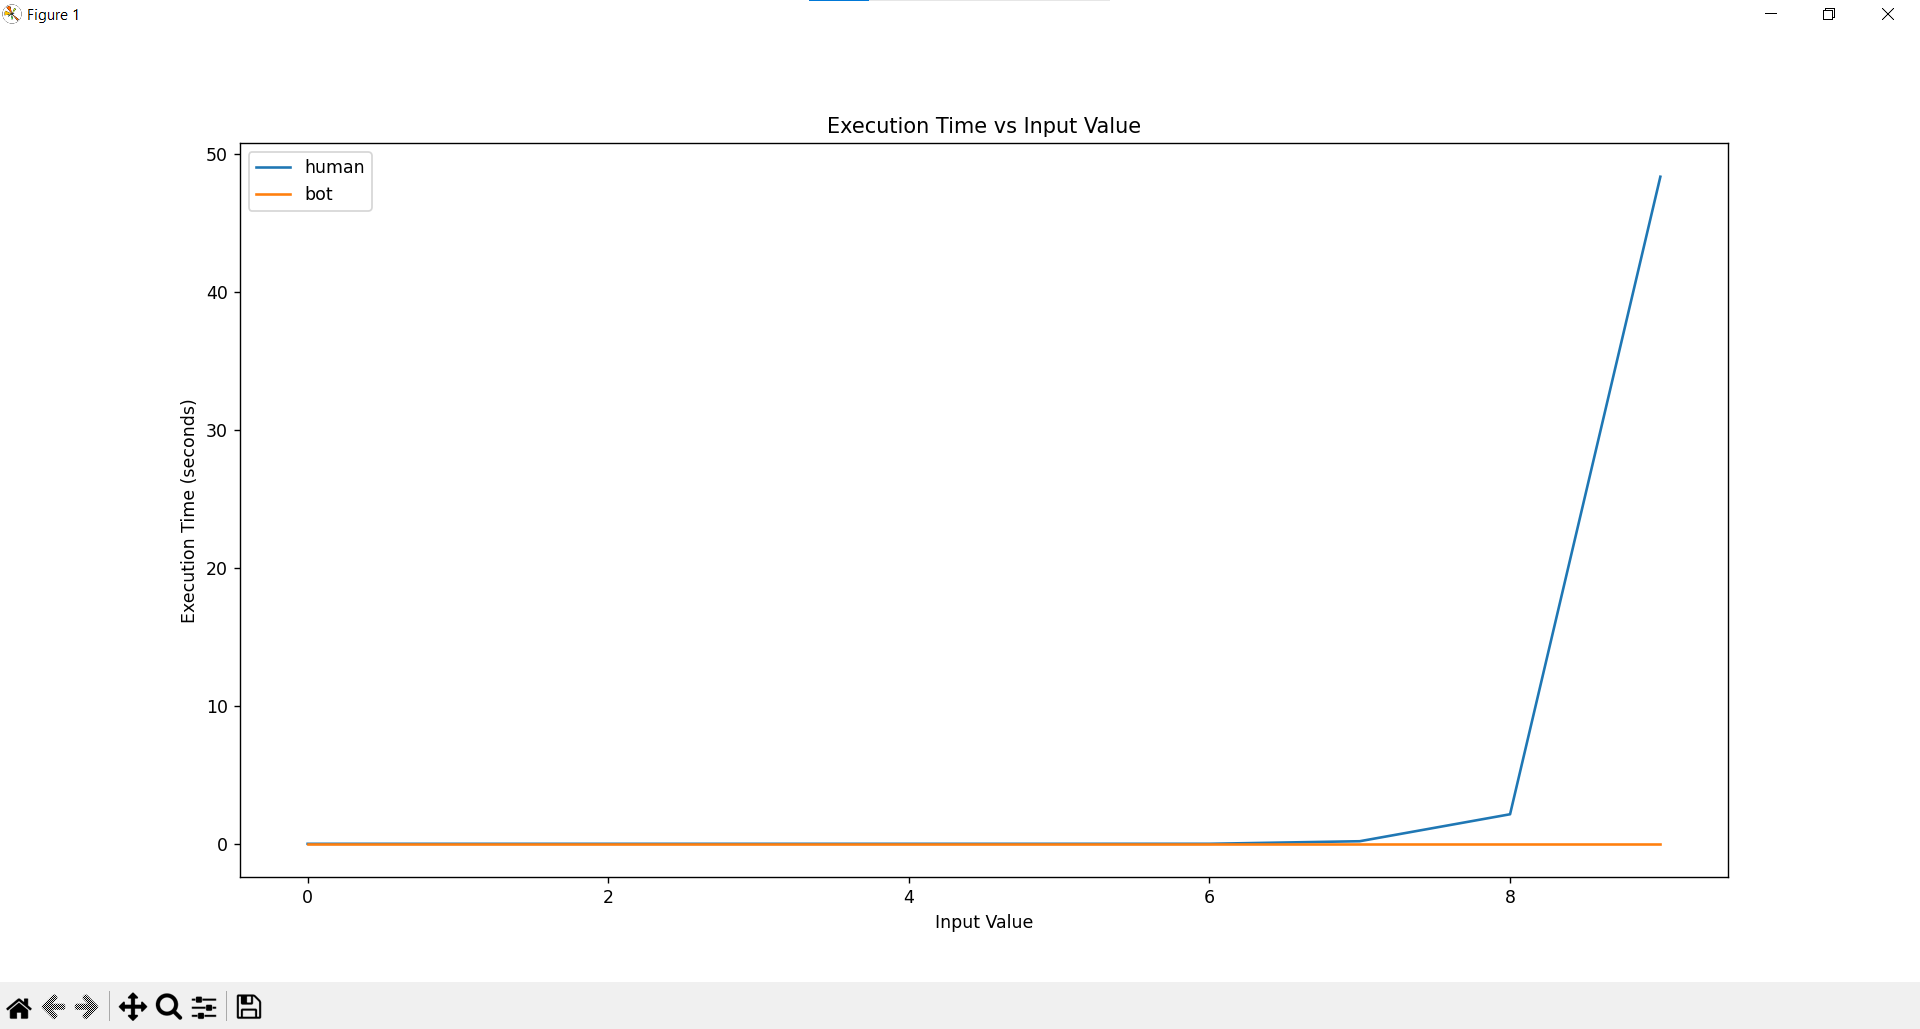 Figure 1
Execution Time vs Input Value
human
bot
50
40
30
20
10
0
Execution Time (seconds)
0 2 4 6 8
Input Value